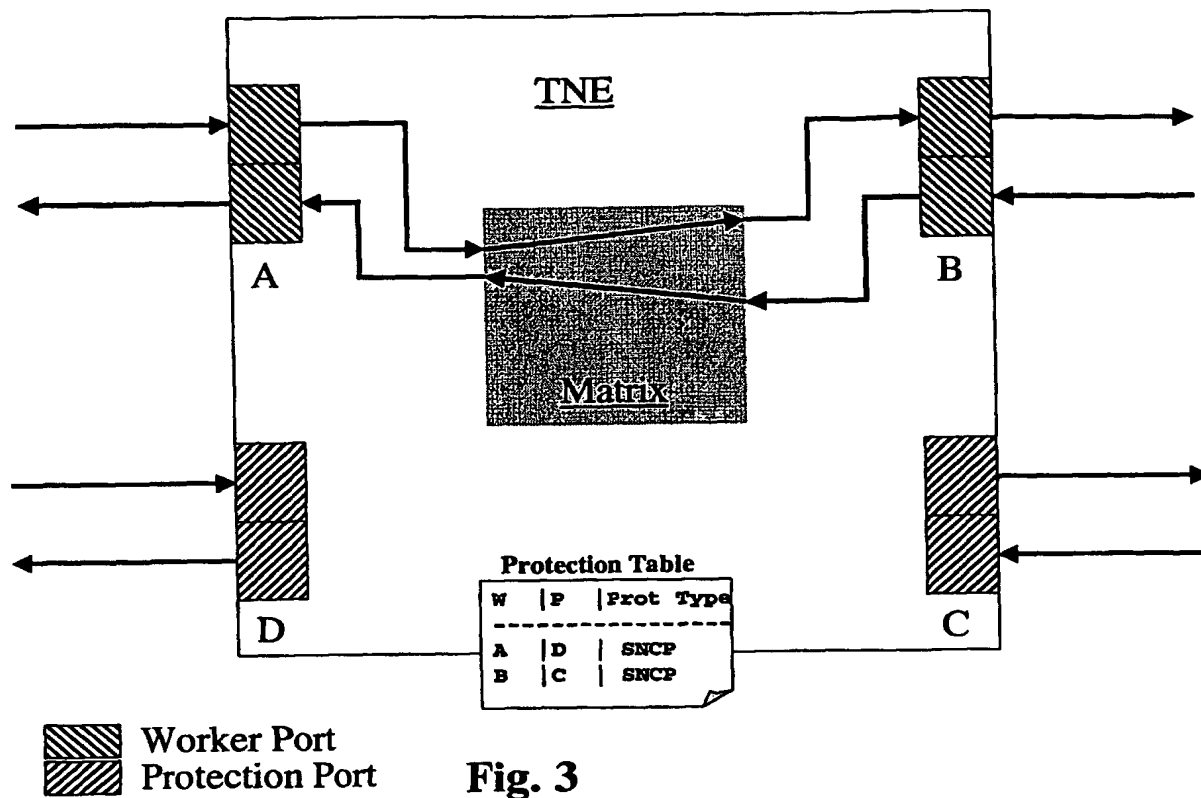 TNE
A
B
Matrix
Protection Table
W |P |Prot Type
-----------------------
A |D | SNCP
B |C | SNCP
D
C
Worker Port
Protection Port
Fig. 3